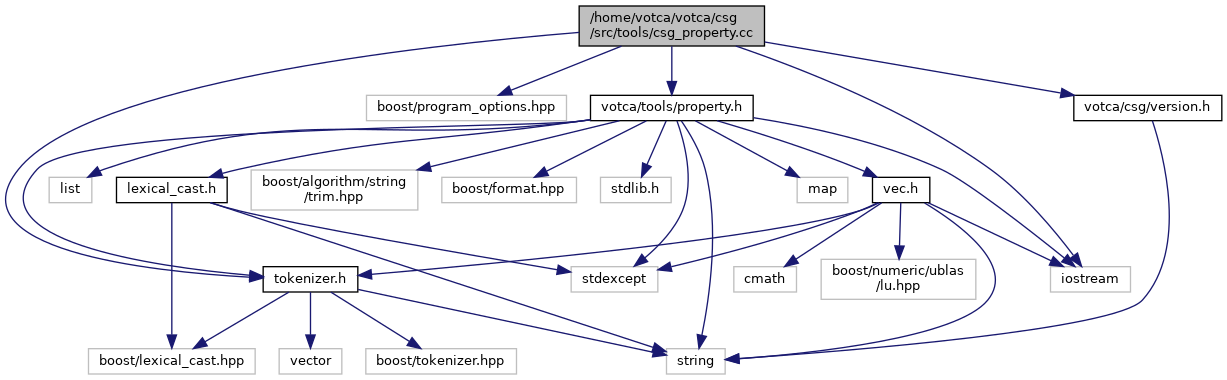 /home/votca/votca/csg
/src/tools/csg_property.cc
boost/program_options.hpp
votca/tools/property.h
votca/csg/version.h
list
lexical_cast.h
boost/algorithm/string
/trim.hpp
boost/format.hpp
stdlib.h
map
vec.h
tokenizer.h
stdexcept
cmath
boost/numeric/ublas
/lu.hpp
iostream
boost/lexical_cast.hpp
vector
boost/tokenizer.hpp
string